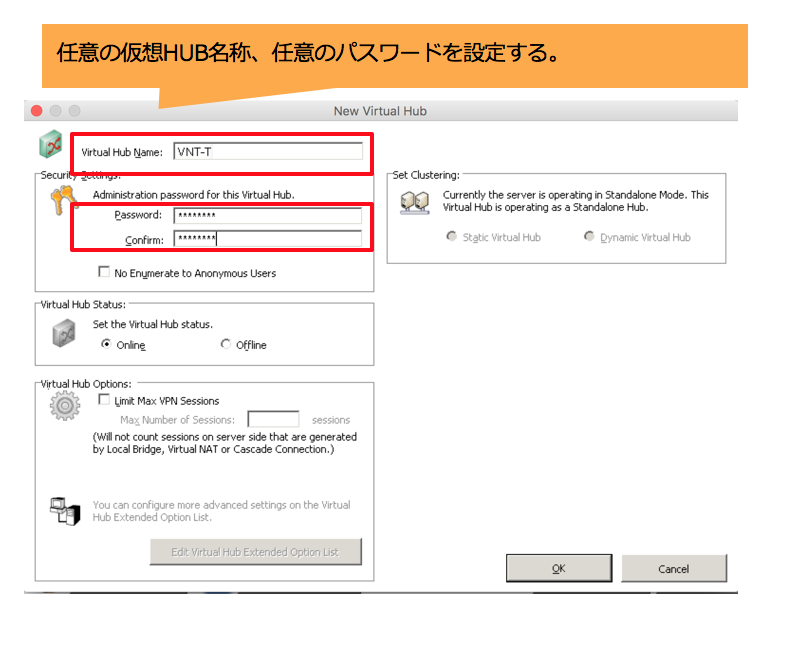 任意の仮想HUB名称、任意のパスワードを設定する。
New Virtual Hub
Virtual Hub Name: VNT-T
Security Settings:
Administration password for this Virtual Hub.
Password: ********
Confirm: ********
No Enumerate to Anonymous Users
Set Clustering:
Currently the server is operating in Standalone Mode. This
Virtual Hub is operating as a Standalone Hub.
Static Virtual Hub Dynamic Virtual Hub
Virtual Hub Status:
Set the Virtual Hub status.
Online Offline
Virtual Hub Options:
Limit Max VPN Sessions
Max Number of Sessions: sessions
(Will not count sessions on server side that are generated
by Local Bridge, Virtual NAT or Cascade Connection.)
You can configure more advanced settings on the Virtual
Hub Extended Option List.
Edit Virtual Hub Extended Option List
OK Cancel